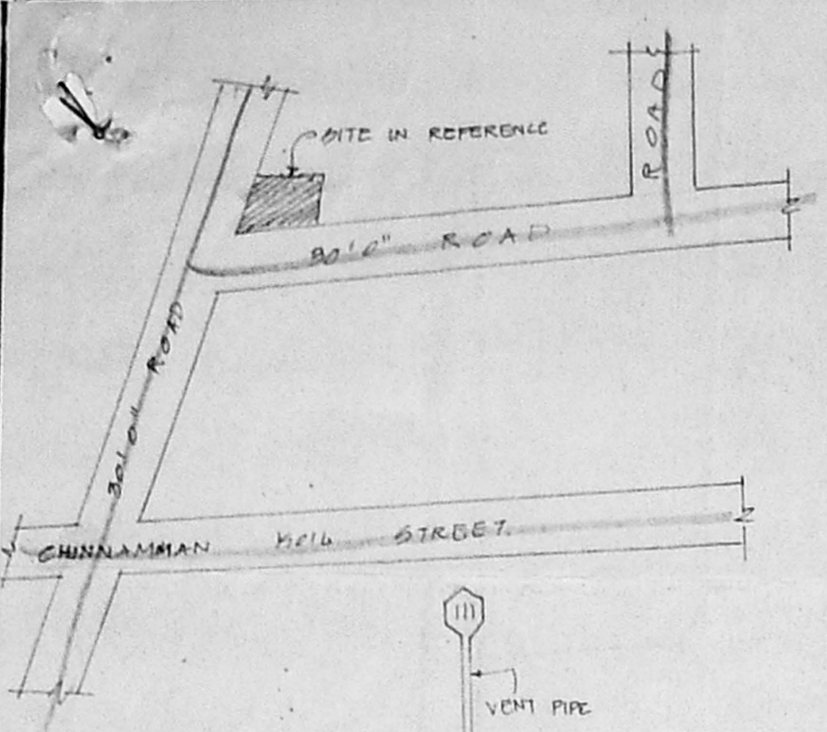 SITE IN REFERENCE
ROAD
30'0" ROAD
30'0" ROAD
CHINNAMMAN KOIL STREET
VENT PIPE